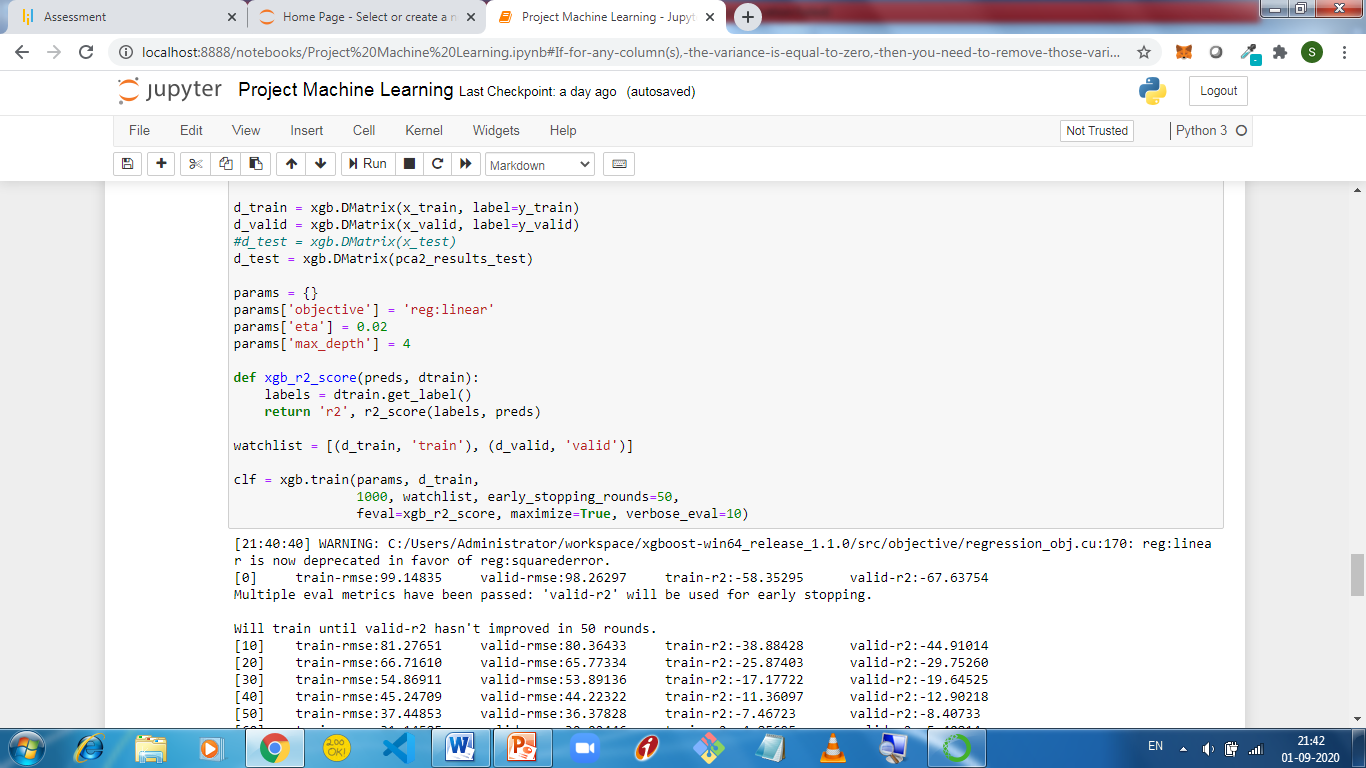 Assessment
Home Page - Select or create a n
Project Machine Learning - Jupyt
localhost:8888/notebooks/Project%20Machine%20Learning.ipynb#If-for-any-column(s),-the-variance-is-equal-to-zero,-then-you-need-to-remove-those-vari...
S
jupyter Project Machine Learning Last Checkpoint: a day ago (autosaved)
Logout
File Edit View Insert Cell Kernel Widgets Help
Not Trusted
Python 3
Run
Markdown
d_train = xgb.DMatrix(x_train, label=y_train)
d_valid = xgb.DMatrix(x_valid, label=y_valid)
#d_test = xgb.DMatrix(x_test)
d_test = xgb.DMatrix(pca2_results_test)
params = {}
params['objective'] = 'reg:linear'
params['eta'] = 0.02
params['max_depth'] = 4
def xgb_r2_score(preds, dtrain):
    labels = dtrain.get_label()
    return 'r2', r2_score(labels, preds)
watchlist = [(d_train, 'train'), (d_valid, 'valid')]
clf = xgb.train(params, d_train,
                1000, watchlist, early_stopping_rounds=50,
                feval=xgb_r2_score, maximize=True, verbose_eval=10)
[21:40:40] WARNING: C:/Users/Administrator/workspace/xgboost-win64_release_1.1.0/src/objective/regression_obj.cu:170: reg:linea
r is now deprecated in favor of reg:squarederror.
[0] train-rmse:99.14835 valid-rmse:98.26297 train-r2:-58.35295 valid-r2:-67.63754
Multiple eval metrics have been passed: 'valid-r2' will be used for early stopping.
Will train until valid-r2 hasn't improved in 50 rounds.
[10] train-rmse:81.27651 valid-rmse:80.36433 train-r2:-38.88428 valid-r2:-44.91014
[20] train-rmse:66.71610 valid-rmse:65.77334 train-r2:-25.87403 valid-r2:-29.75260
[30] train-rmse:54.86911 valid-rmse:53.89136 train-r2:-17.17722 valid-r2:-19.64525
[40] train-rmse:45.24709 valid-rmse:44.22322 train-r2:-11.36097 valid-r2:-12.90218
[50] train-rmse:37.44853 valid-rmse:36.37828 train-r2:-7.46723 valid-r2:-8.40733
200 OK!
EN
21:42
01-09-2020